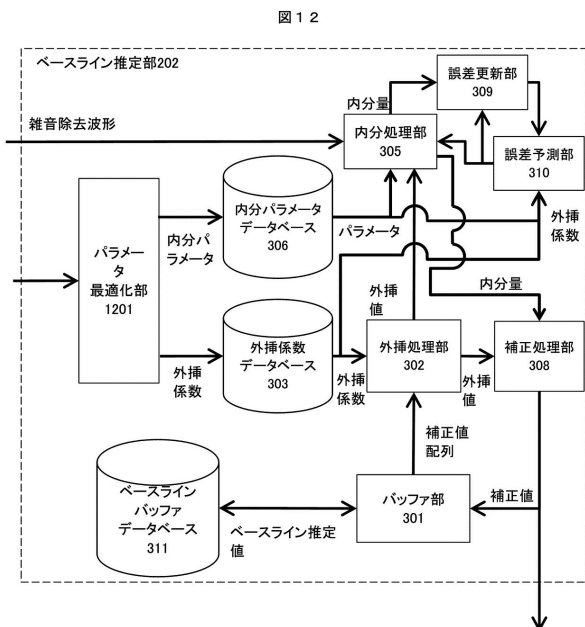 図１２
ベースライン推定部202
誤差更新部
309
内分量
雑音除去波形
内分処理部
305
誤差予測部
310
内分パラメータ
データベース
306
内分パ
ラメータ
パラメータ
外挿
係数
パラメー
タ
最適化部
1201
外挿
値
内分量
外挿係数
データベース
303
外挿
係数
外挿
係数
外挿処理部
302
外挿
値
補正処理部
308
補正値
配列
ベースライン
バッファ
データベース
311
ベースライン推定
値
バッファ部
301
補正値